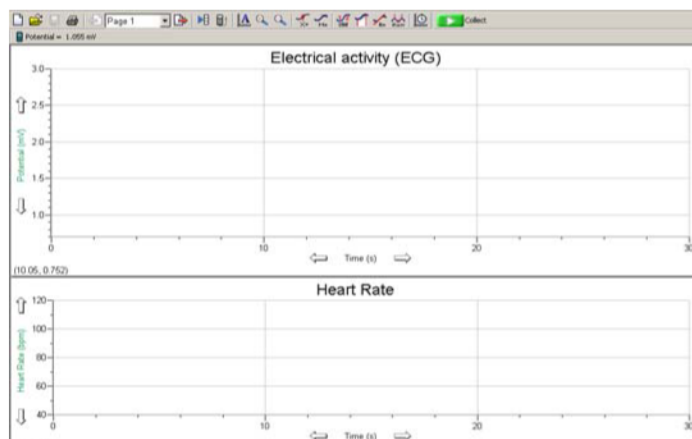 Page 1
Collect
Potential = 1.055 mV
Electrical activity (ECG)
3.0
2.5
2.0
1.5
1.0
Potential (mV)
0
10
20
30
Time (s)
(10.05, 0.752)
Heart Rate
120
100
80
60
40
Heart Rate (bpm)
0
10
20
30
Time (s)